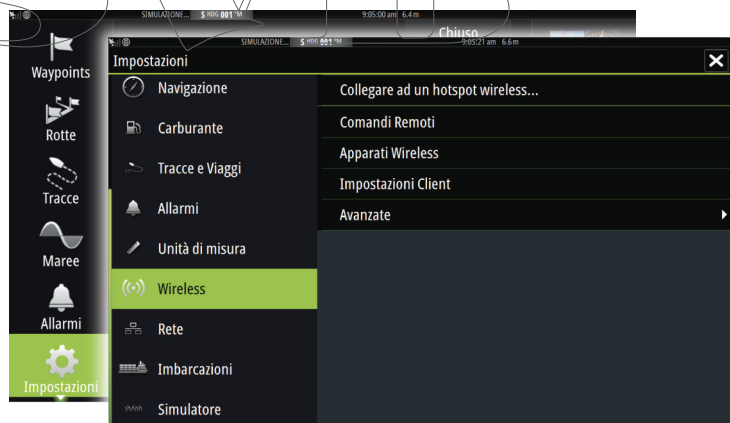 SIMULAZIONE... S HDG 001 °M 9:05:00 am 6.4 m
Chiuso
Waypoints
Rotte
Tracce
Maree
Allarmi
Impostazioni
SIMULAZIONE... S HDG 001 °M 9:05:21 am 6.6 m
Impostazioni
Navigazione
Carburante
Tracce e Viaggi
Allarmi
Unità di misura
Wireless
Rete
Imbarcazioni
Simulatore
Collegare ad un hotspot wireless...
Comandi Remoti
Apparati Wireless
Impostazioni Client
Avanzate